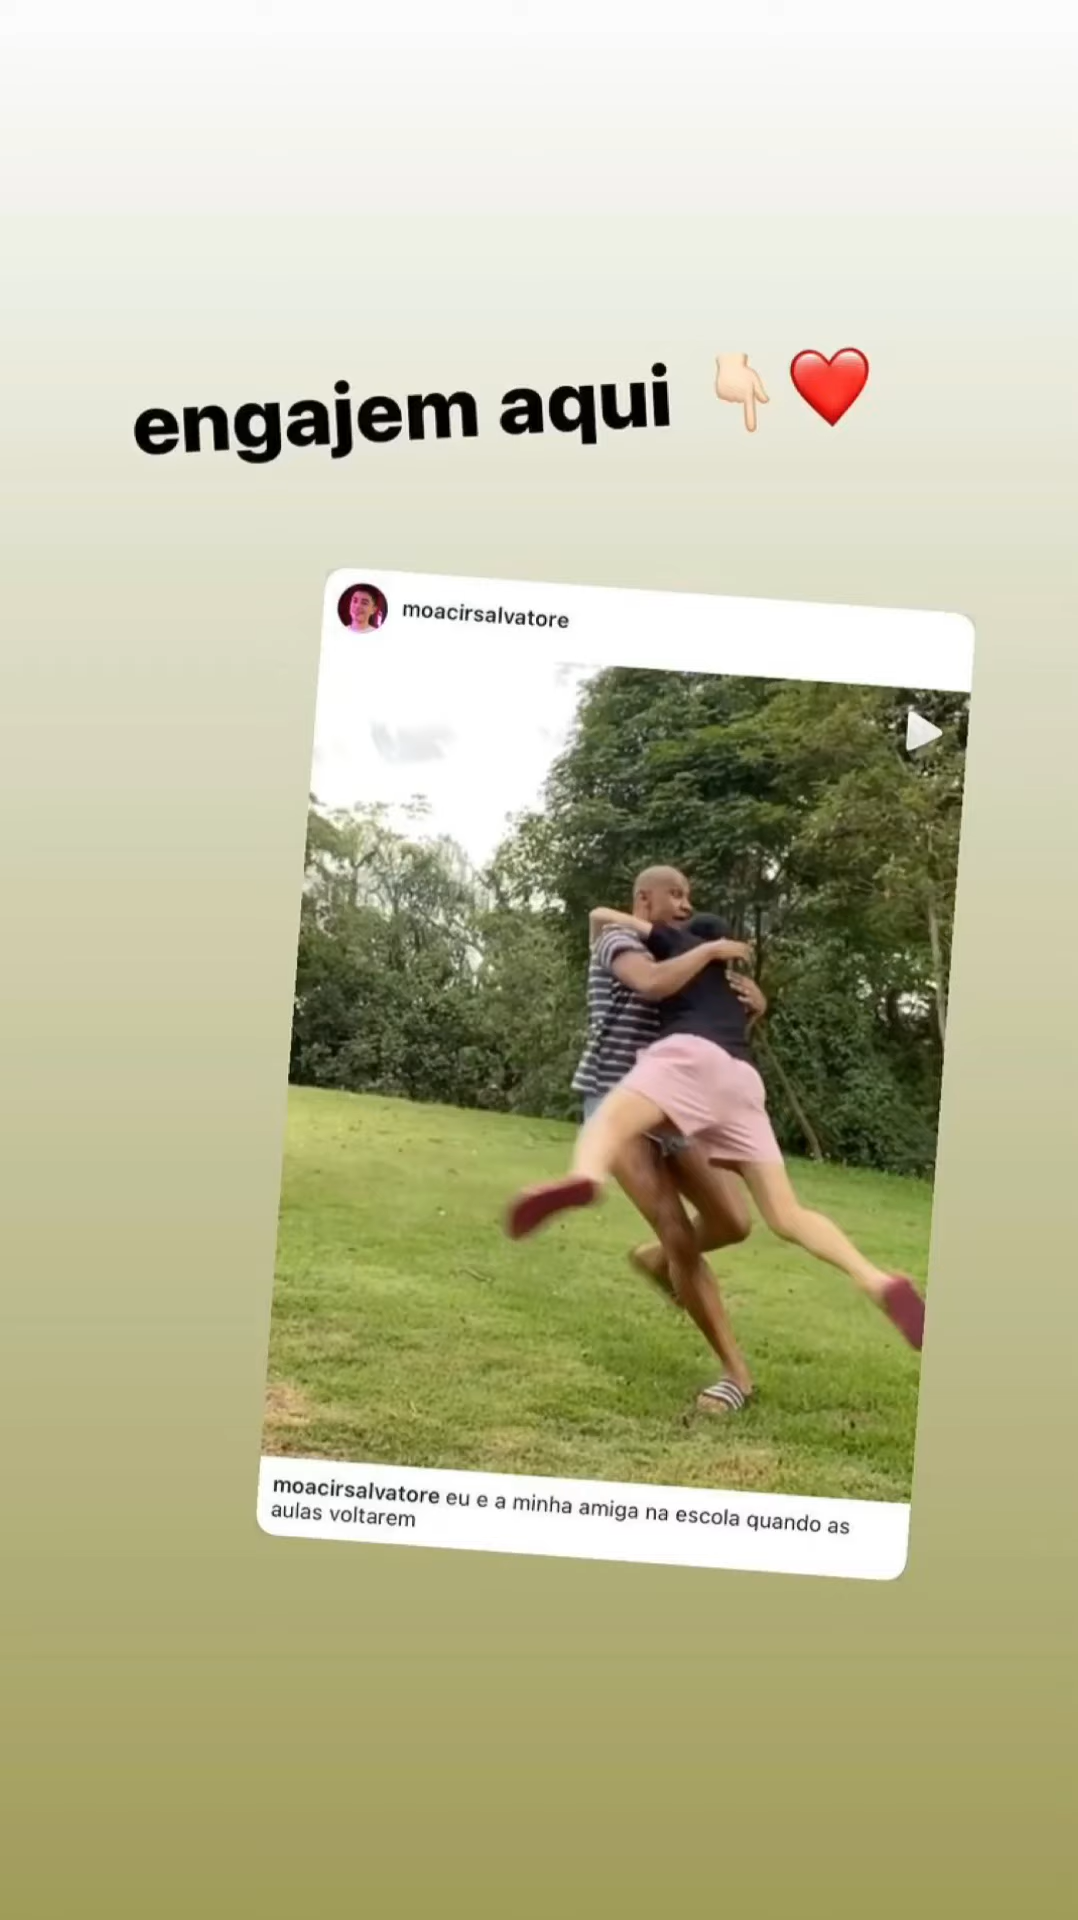 engajem aqui 👇🏻❤️
moacirsalvatore
moacirsalvatore eu e a minha amiga na escola quando as
aulas voltarem